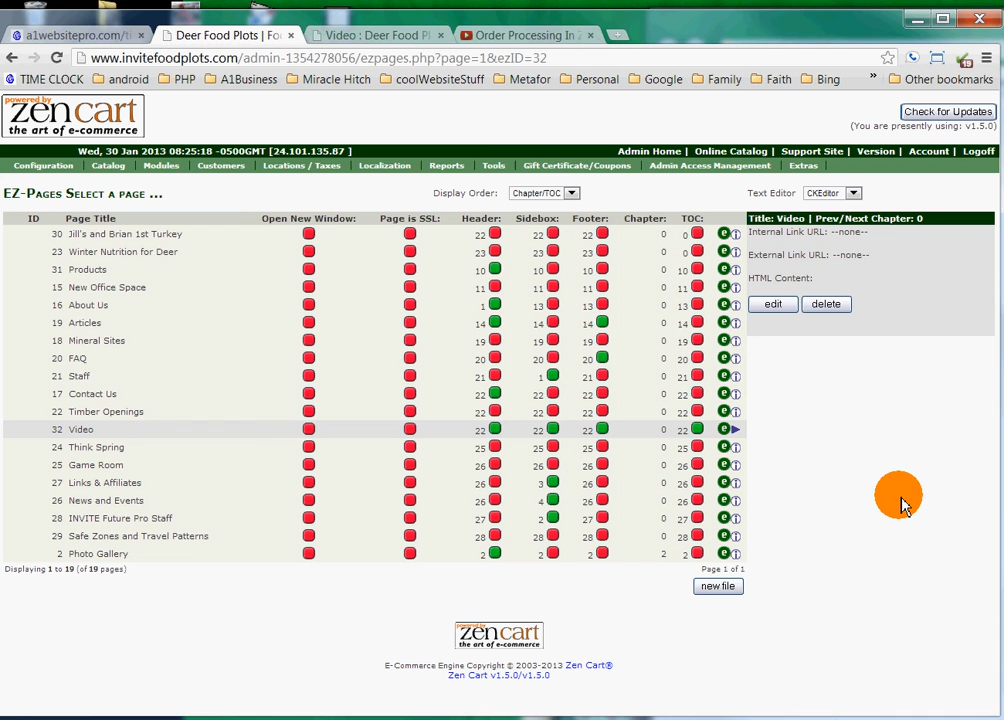 a1websitepro.com/ti × Deer Food Plots | Fo × Video : Deer Food Pl × Order Processing In Z ×
www.invitefoodplots.com/admin-1354278056/ezpages.php?page=1&ezID=32
TIME CLOCK android PHP A1Business Miracle Hitch coolWebsiteStuff Metafor Personal Google Family Faith Bing » Other bookmarks
powered by
zen cart
the art of e-commerce
Check for Updates
(You are presently using: v1.5.0)
Wed, 30 Jan 2013 08:25:18 -0500GMT [24.101.135.87 ] Admin Home | Online Catalog | Support Site | Version | Account | Logoff
Configuration Catalog Modules Customers Locations / Taxes Localization Reports Tools Gift Certificate/Coupons Admin Access Management Extras
EZ-Pages Select a page ... Display Order: Chapter/TOC Text Editor CKEditor
ID Page Title Open New Window: Page is SSL: Header: Sidebox: Footer: Chapter: TOC: Title: Video | Prev/Next Chapter: 0
30 Jill's and Brian 1st Turkey 22 22 22 0 0 e i Internal Link URL: --none--
23 Winter Nutrition for Deer 23 23 23 0 0 e i External Link URL: --none--
31 Products 10 10 10 0 10 e i HTML Content:
15 New Office Space 11 11 11 0 11 e i
16 About Us 1 13 13 0 13 e i edit delete
19 Articles 14 14 14 0 14 e i
18 Mineral Sites 19 19 19 0 19 e i
20 FAQ 20 20 20 0 20 e i
21 Staff 21 1 21 0 21 e i
17 Contact Us 22 22 22 0 22 e i
22 Timber Openings 22 22 22 0 22 e i
32 Video 22 22 22 0 22 e
24 Think Spring 25 25 25 0 25 e i
25 Game Room 26 26 26 0 26 e i
27 Links & Affiliates 26 3 26 0 26 e i
26 News and Events 26 4 26 0 26 e i
28 INVITE Future Pro Staff 27 2 27 0 27 e i
29 Safe Zones and Travel Patterns 28 28 28 0 28 e i
2 Photo Gallery 2 2 2 2 2 e i
Displaying 1 to 19 (of 19 pages) Page 1 of 1
new file
powered by
zen cart
the art of e-commerce
E-Commerce Engine Copyright © 2003-2013 Zen Cart®
Zen Cart v1.5.0/v1.5.0